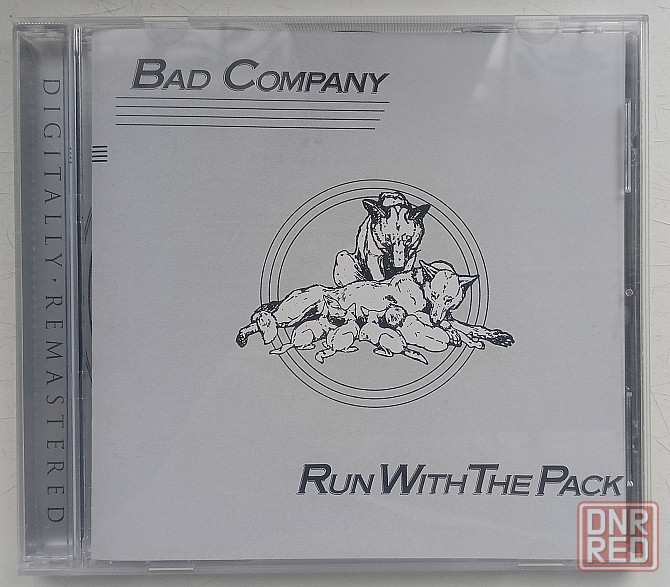 BAD COMPANY
DIGITALLY · REMASTERED
RUN WITH THE PACK
DNR
RED